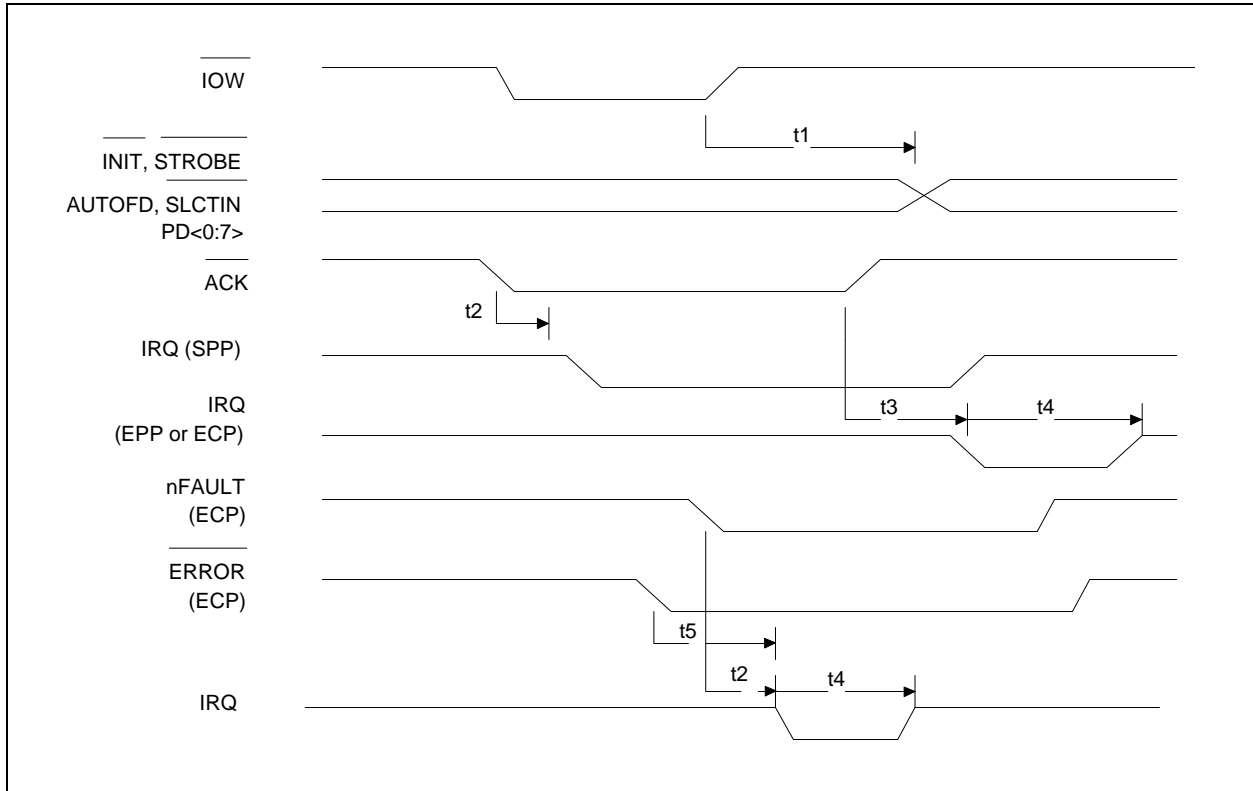 IOW
t1
INIT, STROBE
AUTOFD, SLCTIN
PD<0:7>
ACK
t2
IRQ (SPP)
IRQ
(EPP or ECP)
t3
t4
nFAULT
(ECP)
ERROR
(ECP)
t5
t2
t4
IRQ